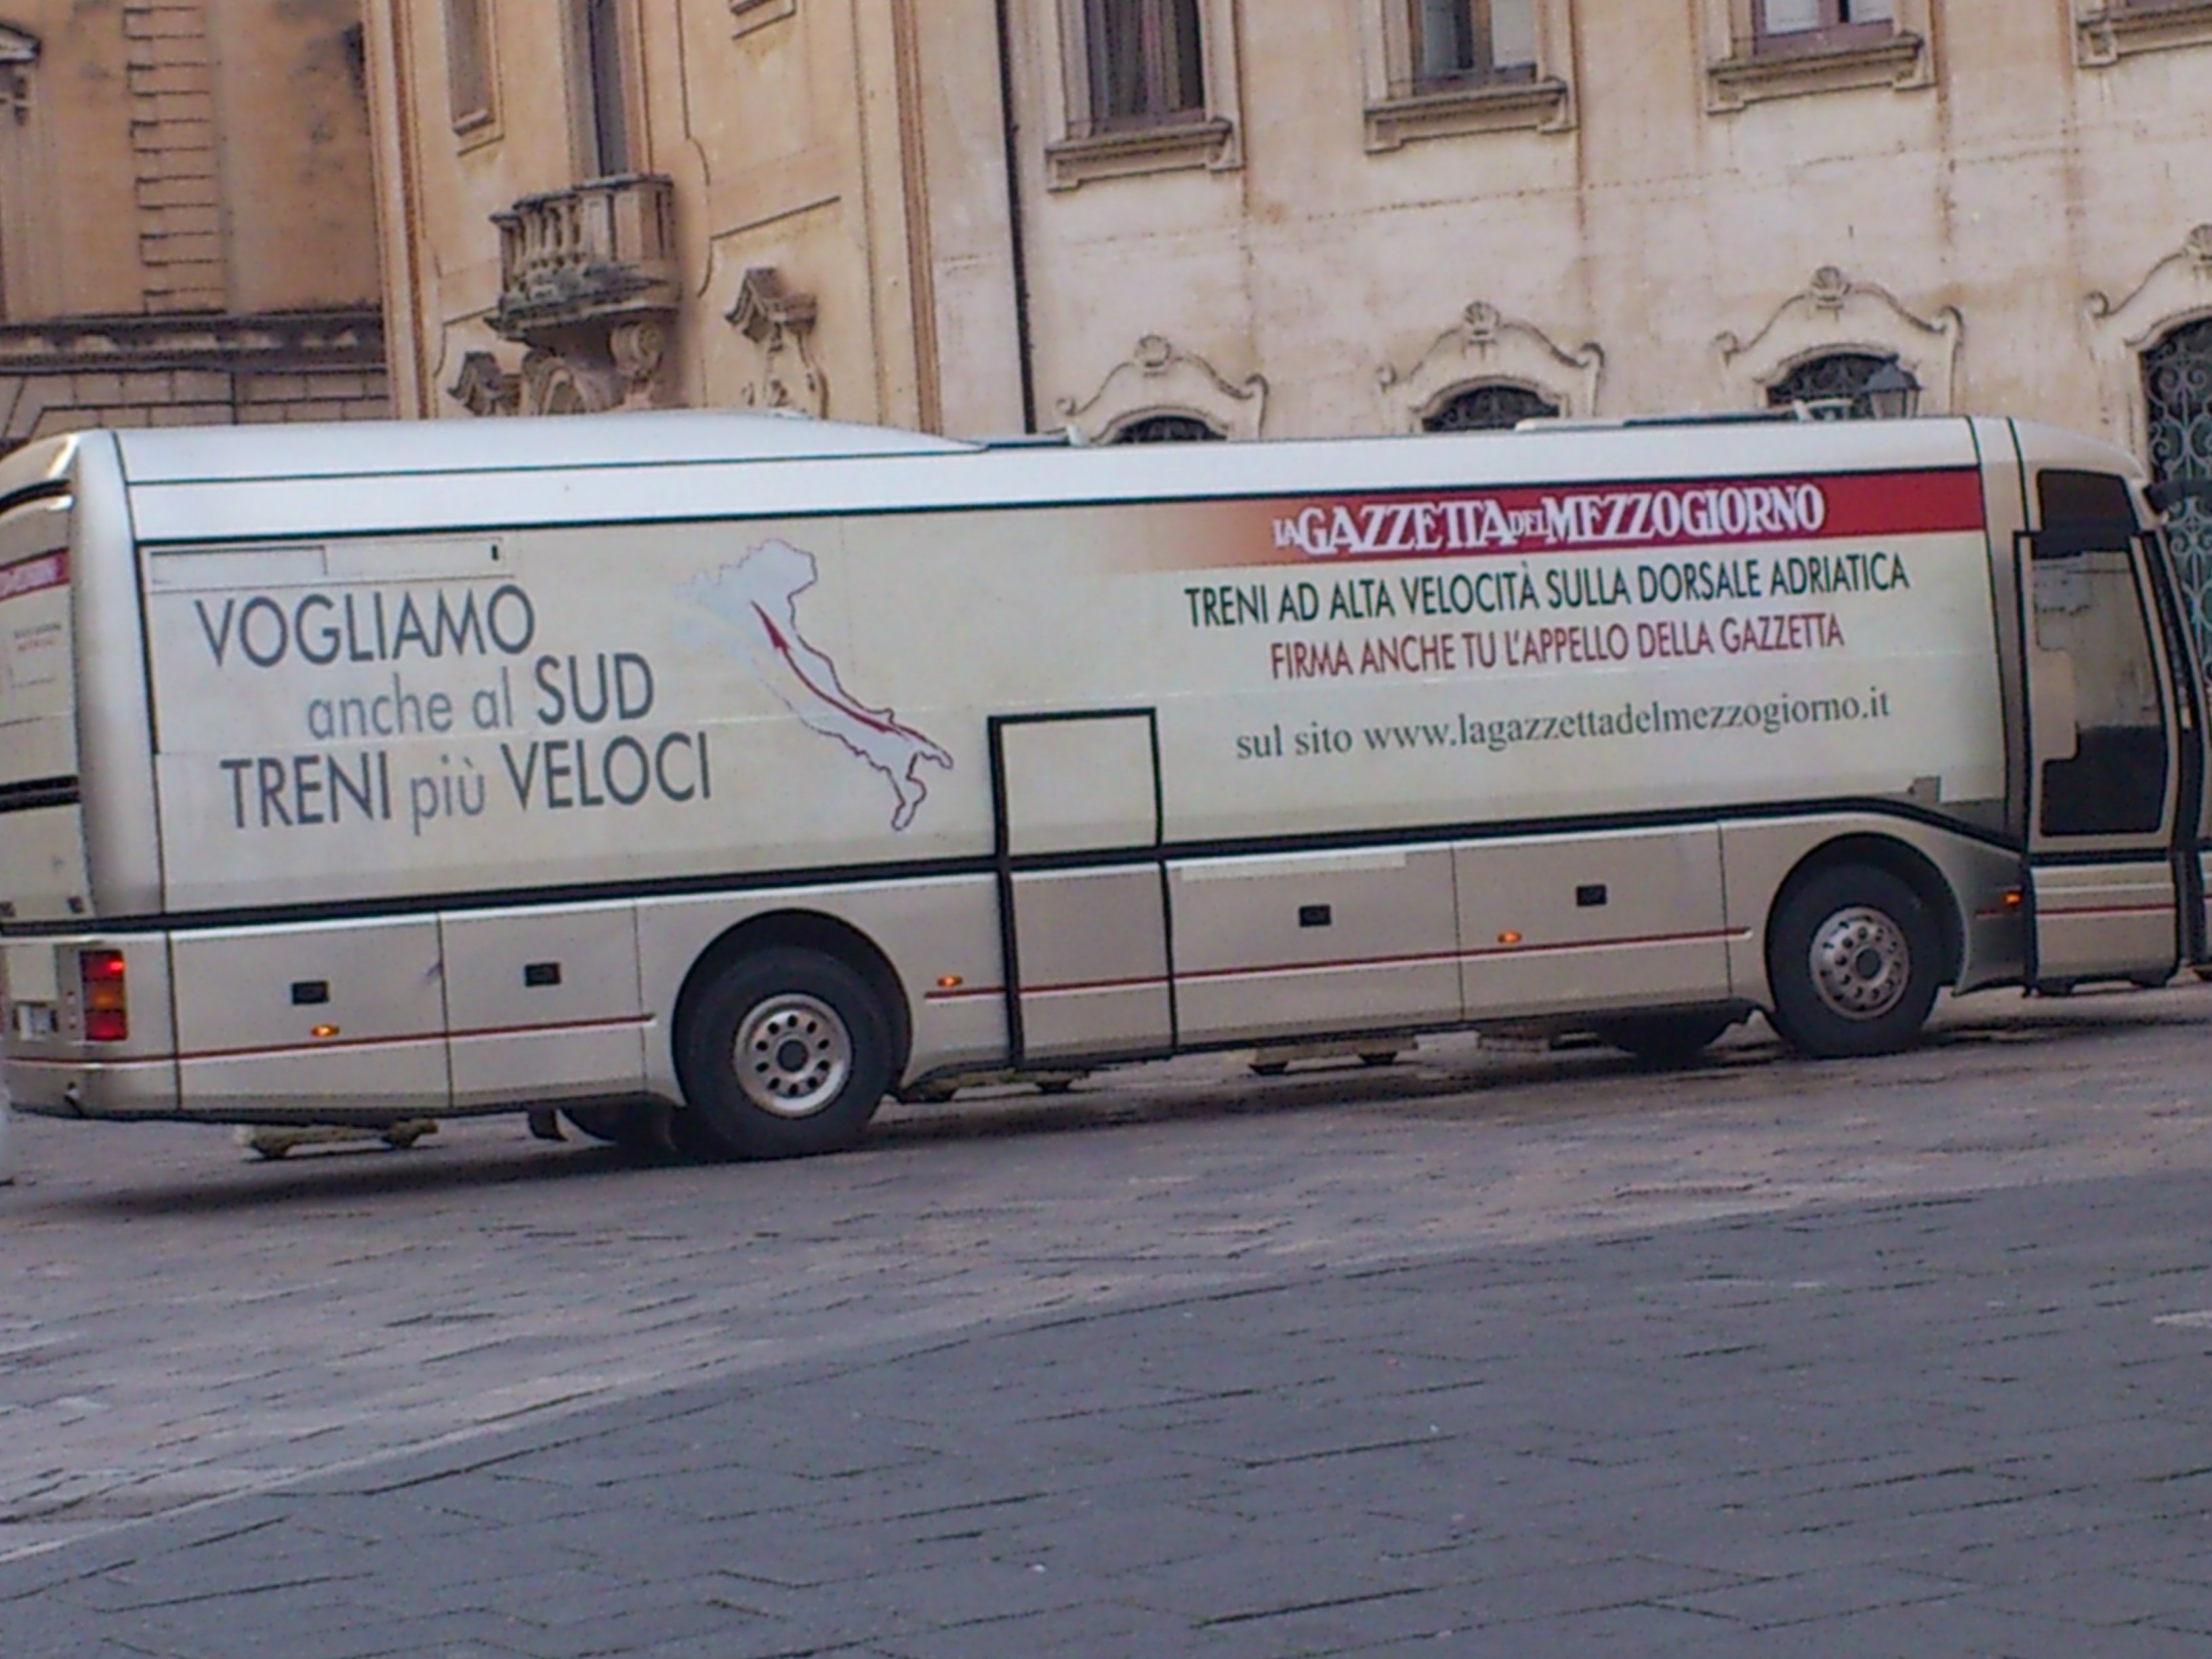 VOGLIAMO
anche al SUD
TRENI più VELOCI
LA GAZZETTA DEL MEZZOGIORNO
TRENI AD ALTA VELOCITÀ SULLA DORSALE ADRIATICA
FIRMA ANCHE TU L'APPELLO DELLA GAZZETTA
sul sito www.lagazzettadelmezzogiorno.it